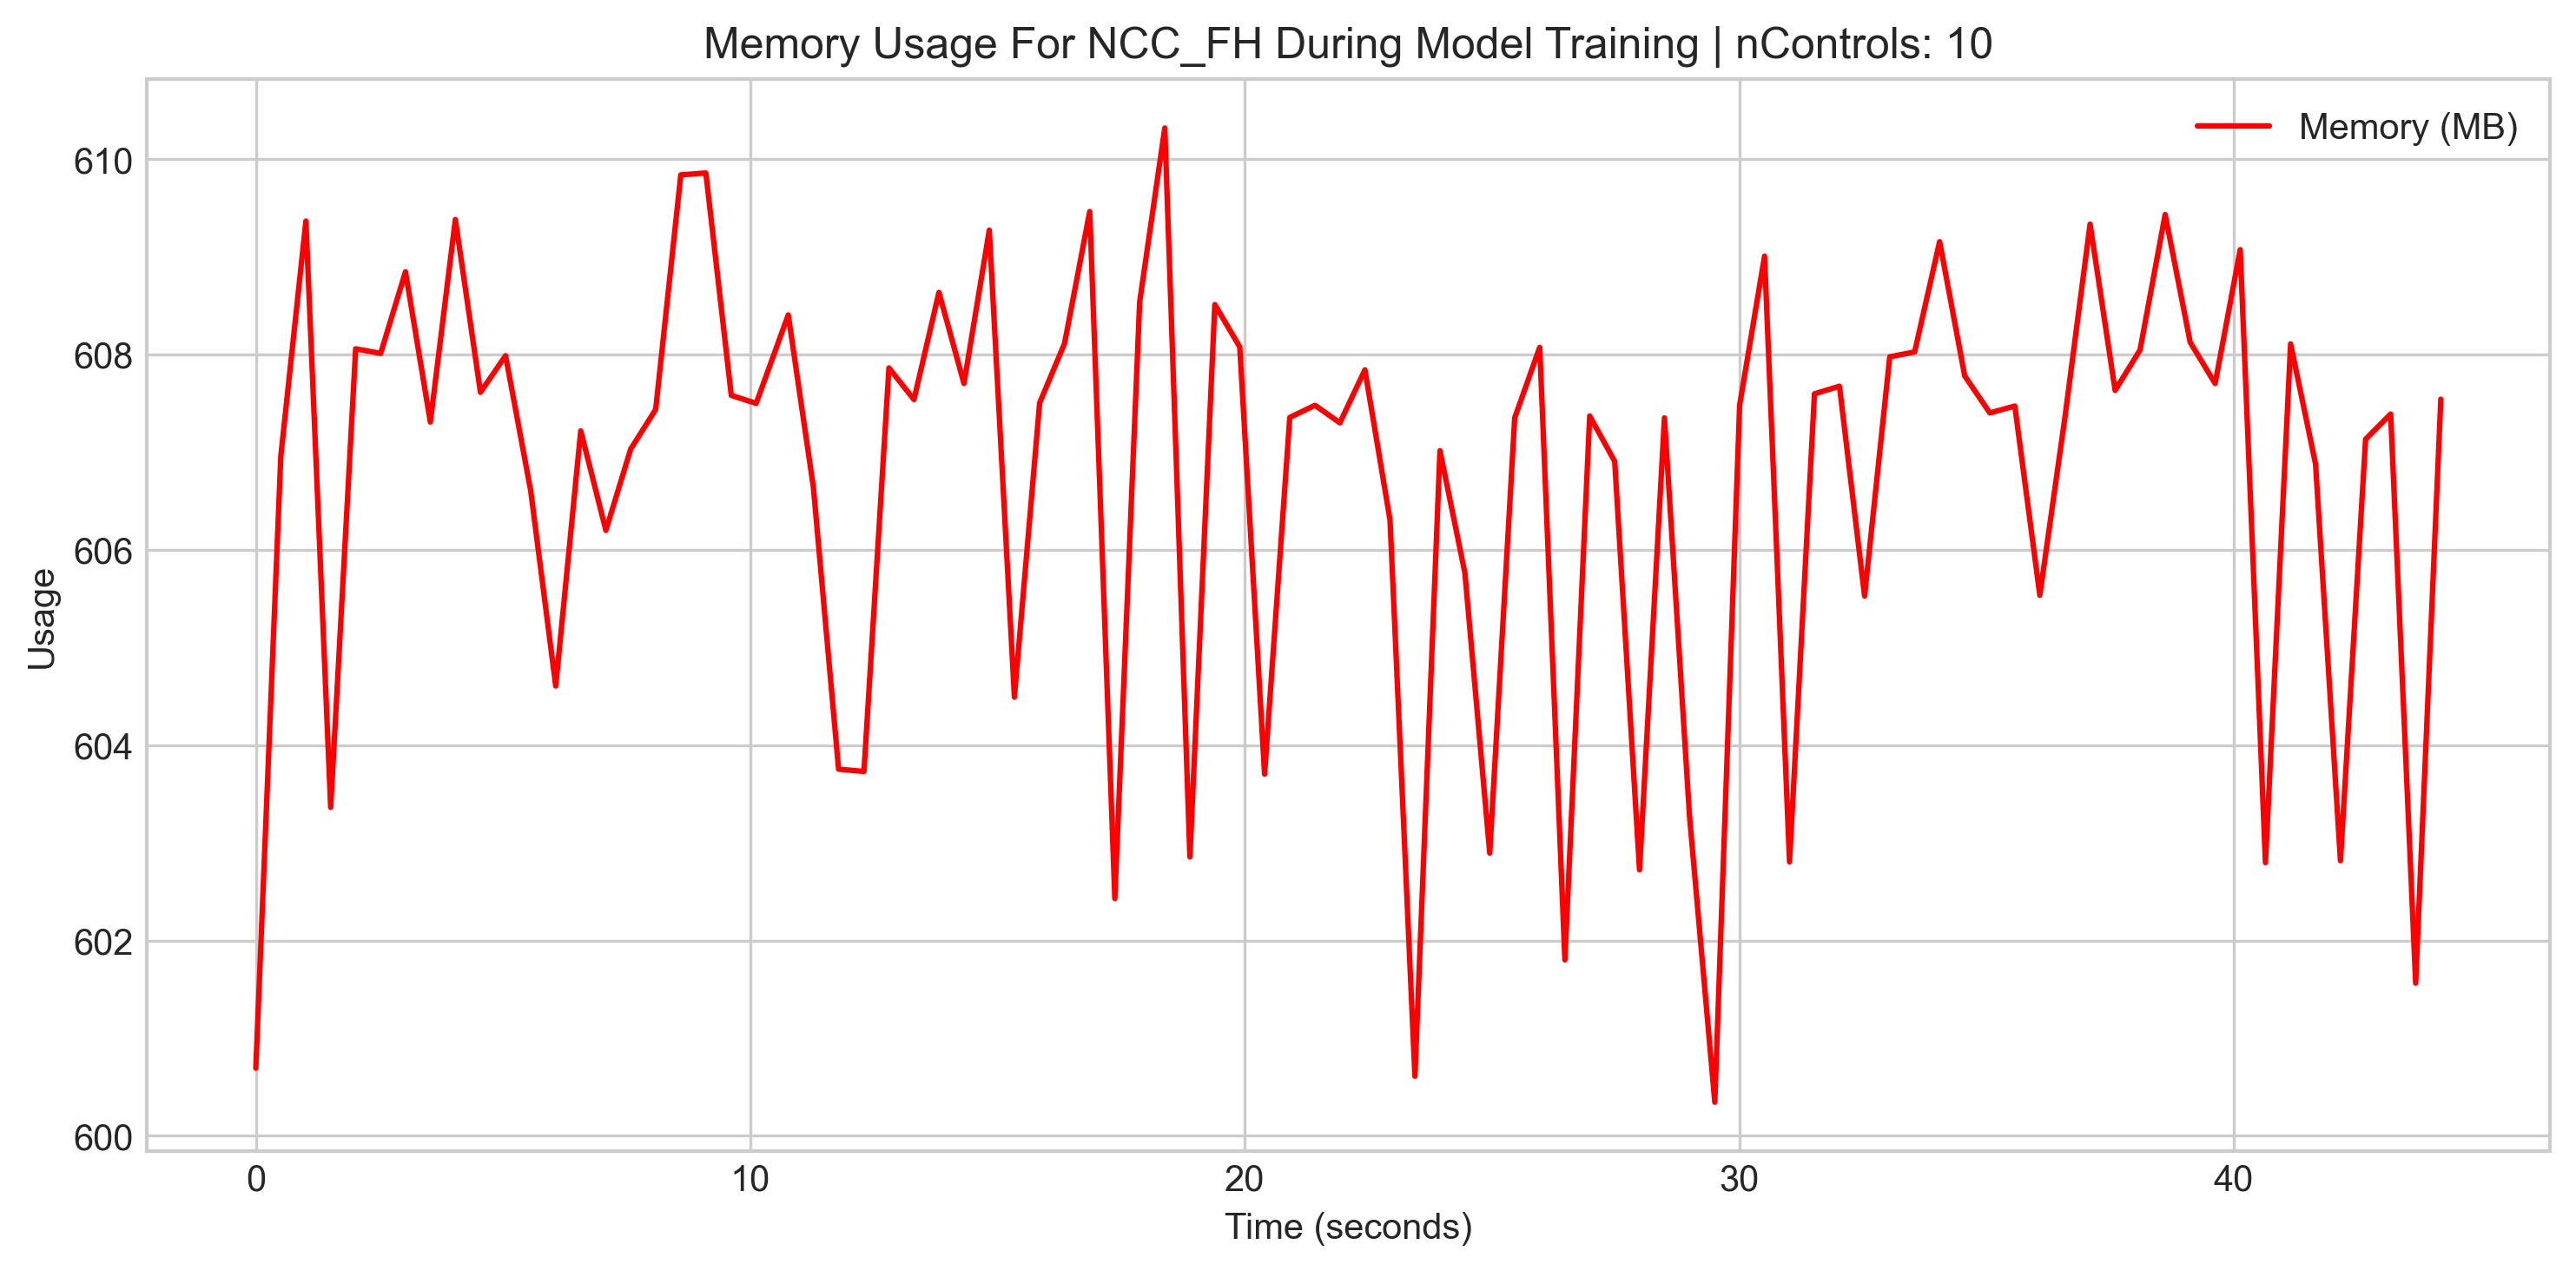 Memory Usage For NCC_FH During Model Training | nControls: 10
Memory (MB)
610
608
606
604
602
600
Usage
0 10 20 30 40
Time (seconds)